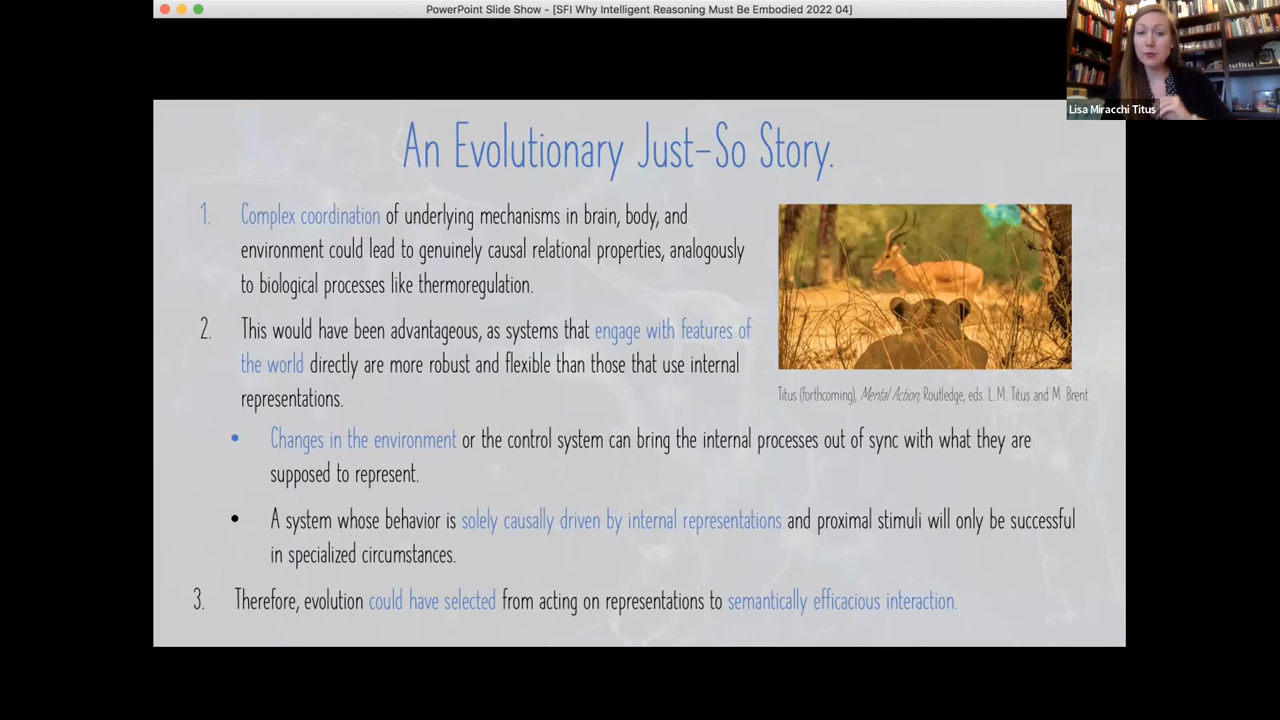 PowerPoint Slide Show - [SFI Why Intelligent Reasoning Must Be Embodied 2022 04]
Lisa Miracchi Titus
An Evolutionary Just-So Story.
1. Complex coordination of underlying mechanisms in brain, body, and
environment could lead to genuinely causal relational properties, analogously
to biological processes like thermoregulation.
2. This would have been advantageous, as systems that engage with features of
the world directly are more robust and flexible than those that use internal
representations.
Titus (forthcoming), Mental Action, Routledge, eds. L.M. Titus and M. Brent
• Changes in the environment or the control system can bring the internal processes out of sync with what they are
supposed to represent.
• A system whose behavior is solely causally driven by internal representations and proximal stimuli will only be successful
in specialized circumstances.
3. Therefore, evolution could have selected from acting on representations to semantically efficacious interaction.